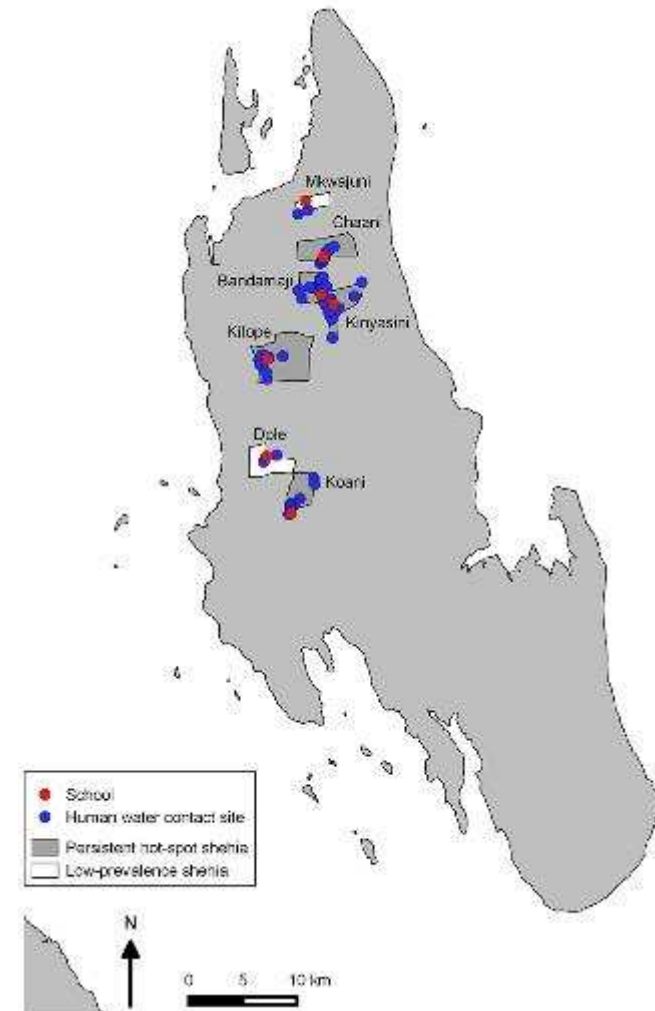 Mkwajuni
Chaani
Bandamaji
Kinyasini
Kilope
Dole
Koani
School
Human water contact site
Persistent hot-spot shehia
Low-prevalence shehia
N
0 5 10 km